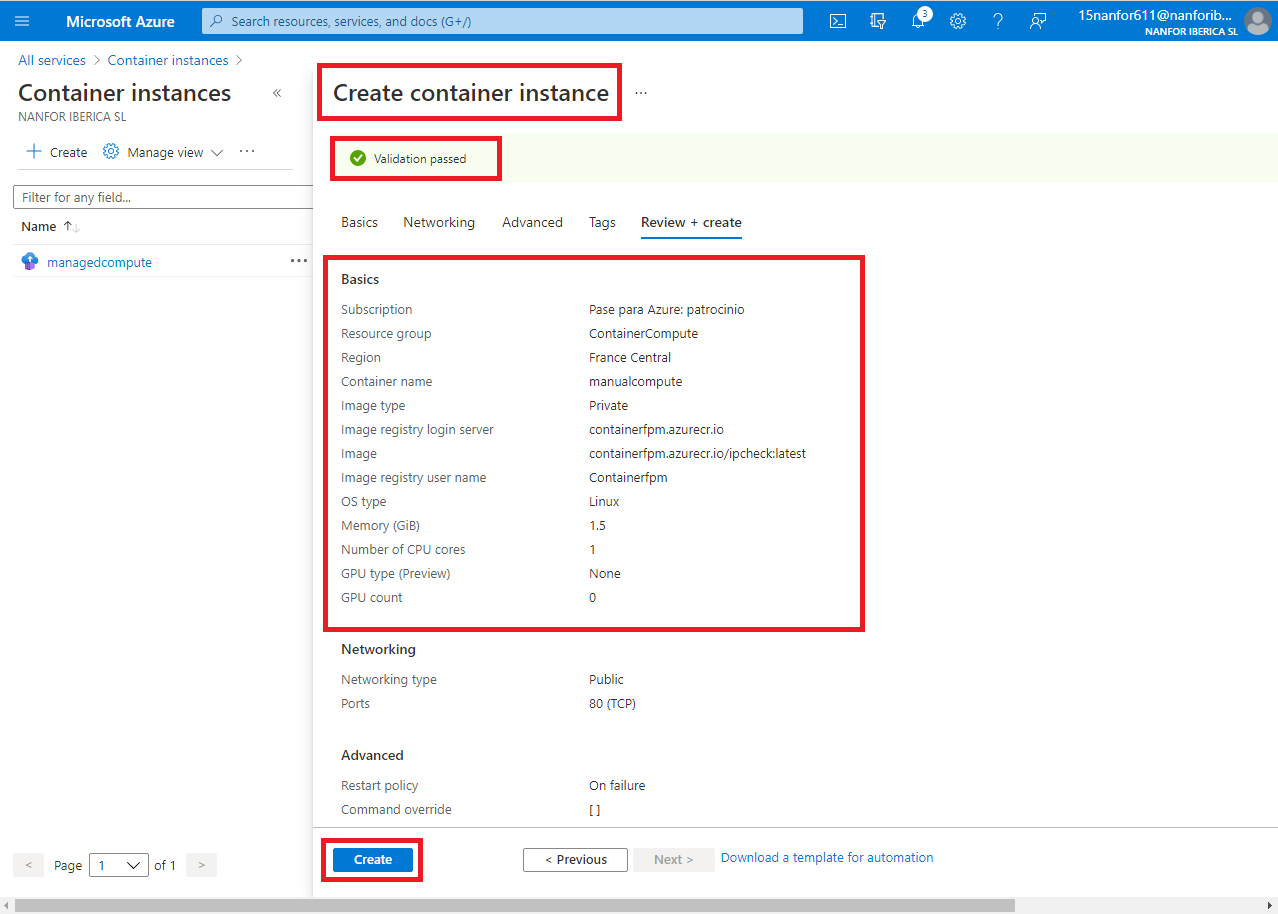 Microsoft Azure
Search resources, services, and docs (G+/)
3
15nanfor611@nanforib...
NANFOR IBERICA SL
All services > Container instances >
Container instances «
NANFOR IBERICA SL
+ Create Manage view ...
Filter for any field...
Name ↑↓
managedcompute ...
< Page 1 of 1 >
Create container instance ...
Validation passed
Basics Networking Advanced Tags Review + create
Basics
Subscription Pase para Azure: patrocinio
Resource group ContainerCompute
Region France Central
Container name manualcompute
Image type Private
Image registry login server containerfpm.azurecr.io
Image containerfpm.azurecr.io/ipcheck:latest
Image registry user name Containerfpm
OS type Linux
Memory (GiB) 1.5
Number of CPU cores 1
GPU type (Preview) None
GPU count 0
Networking
Networking type Public
Ports 80 (TCP)
Advanced
Restart policy On failure
Command override [ ]
Create < Previous Next > Download a template for automation